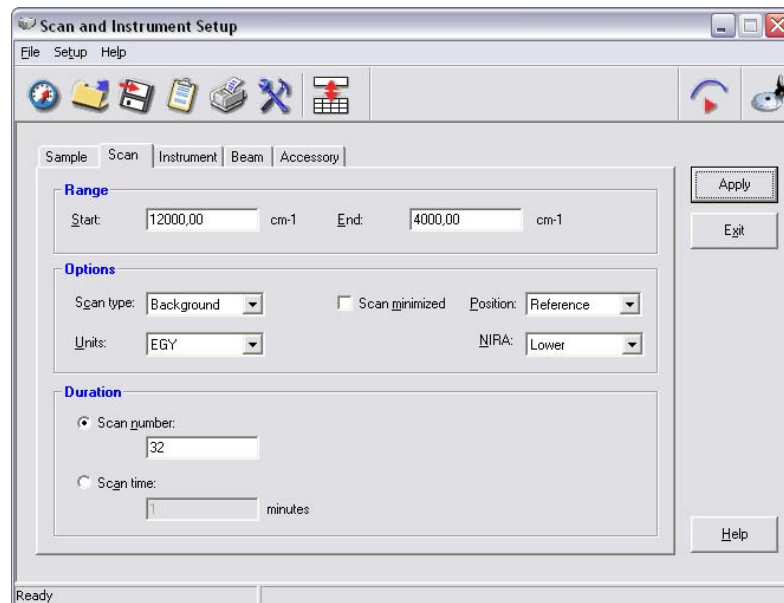 Scan and Instrument Setup
File Setup Help
Sample Scan Instrument Beam Accessory
Range
Start: 12000,00 cm-1 End: 4000,00 cm-1
Apply
Exit
Options
Scan type: Background Scan minimized Position: Reference
Units: EGY NIRA: Lower
Duration
Scan number:
32
Scan time:
1 minutes
Help
Ready